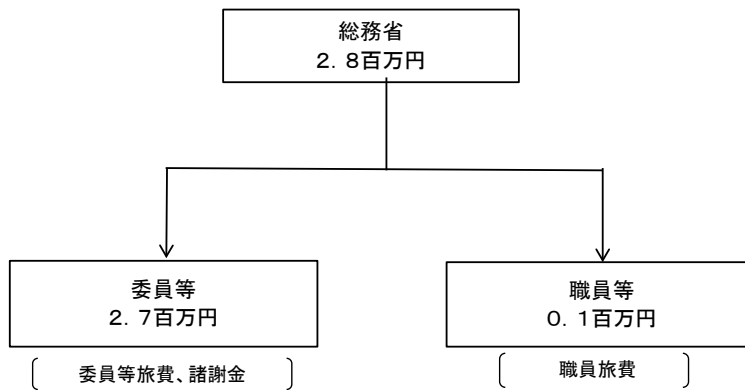 総務省
２．８百万円
委員等
２．７百万円
職員等
０．１百万円
委員等旅費、諸謝金
職員旅費